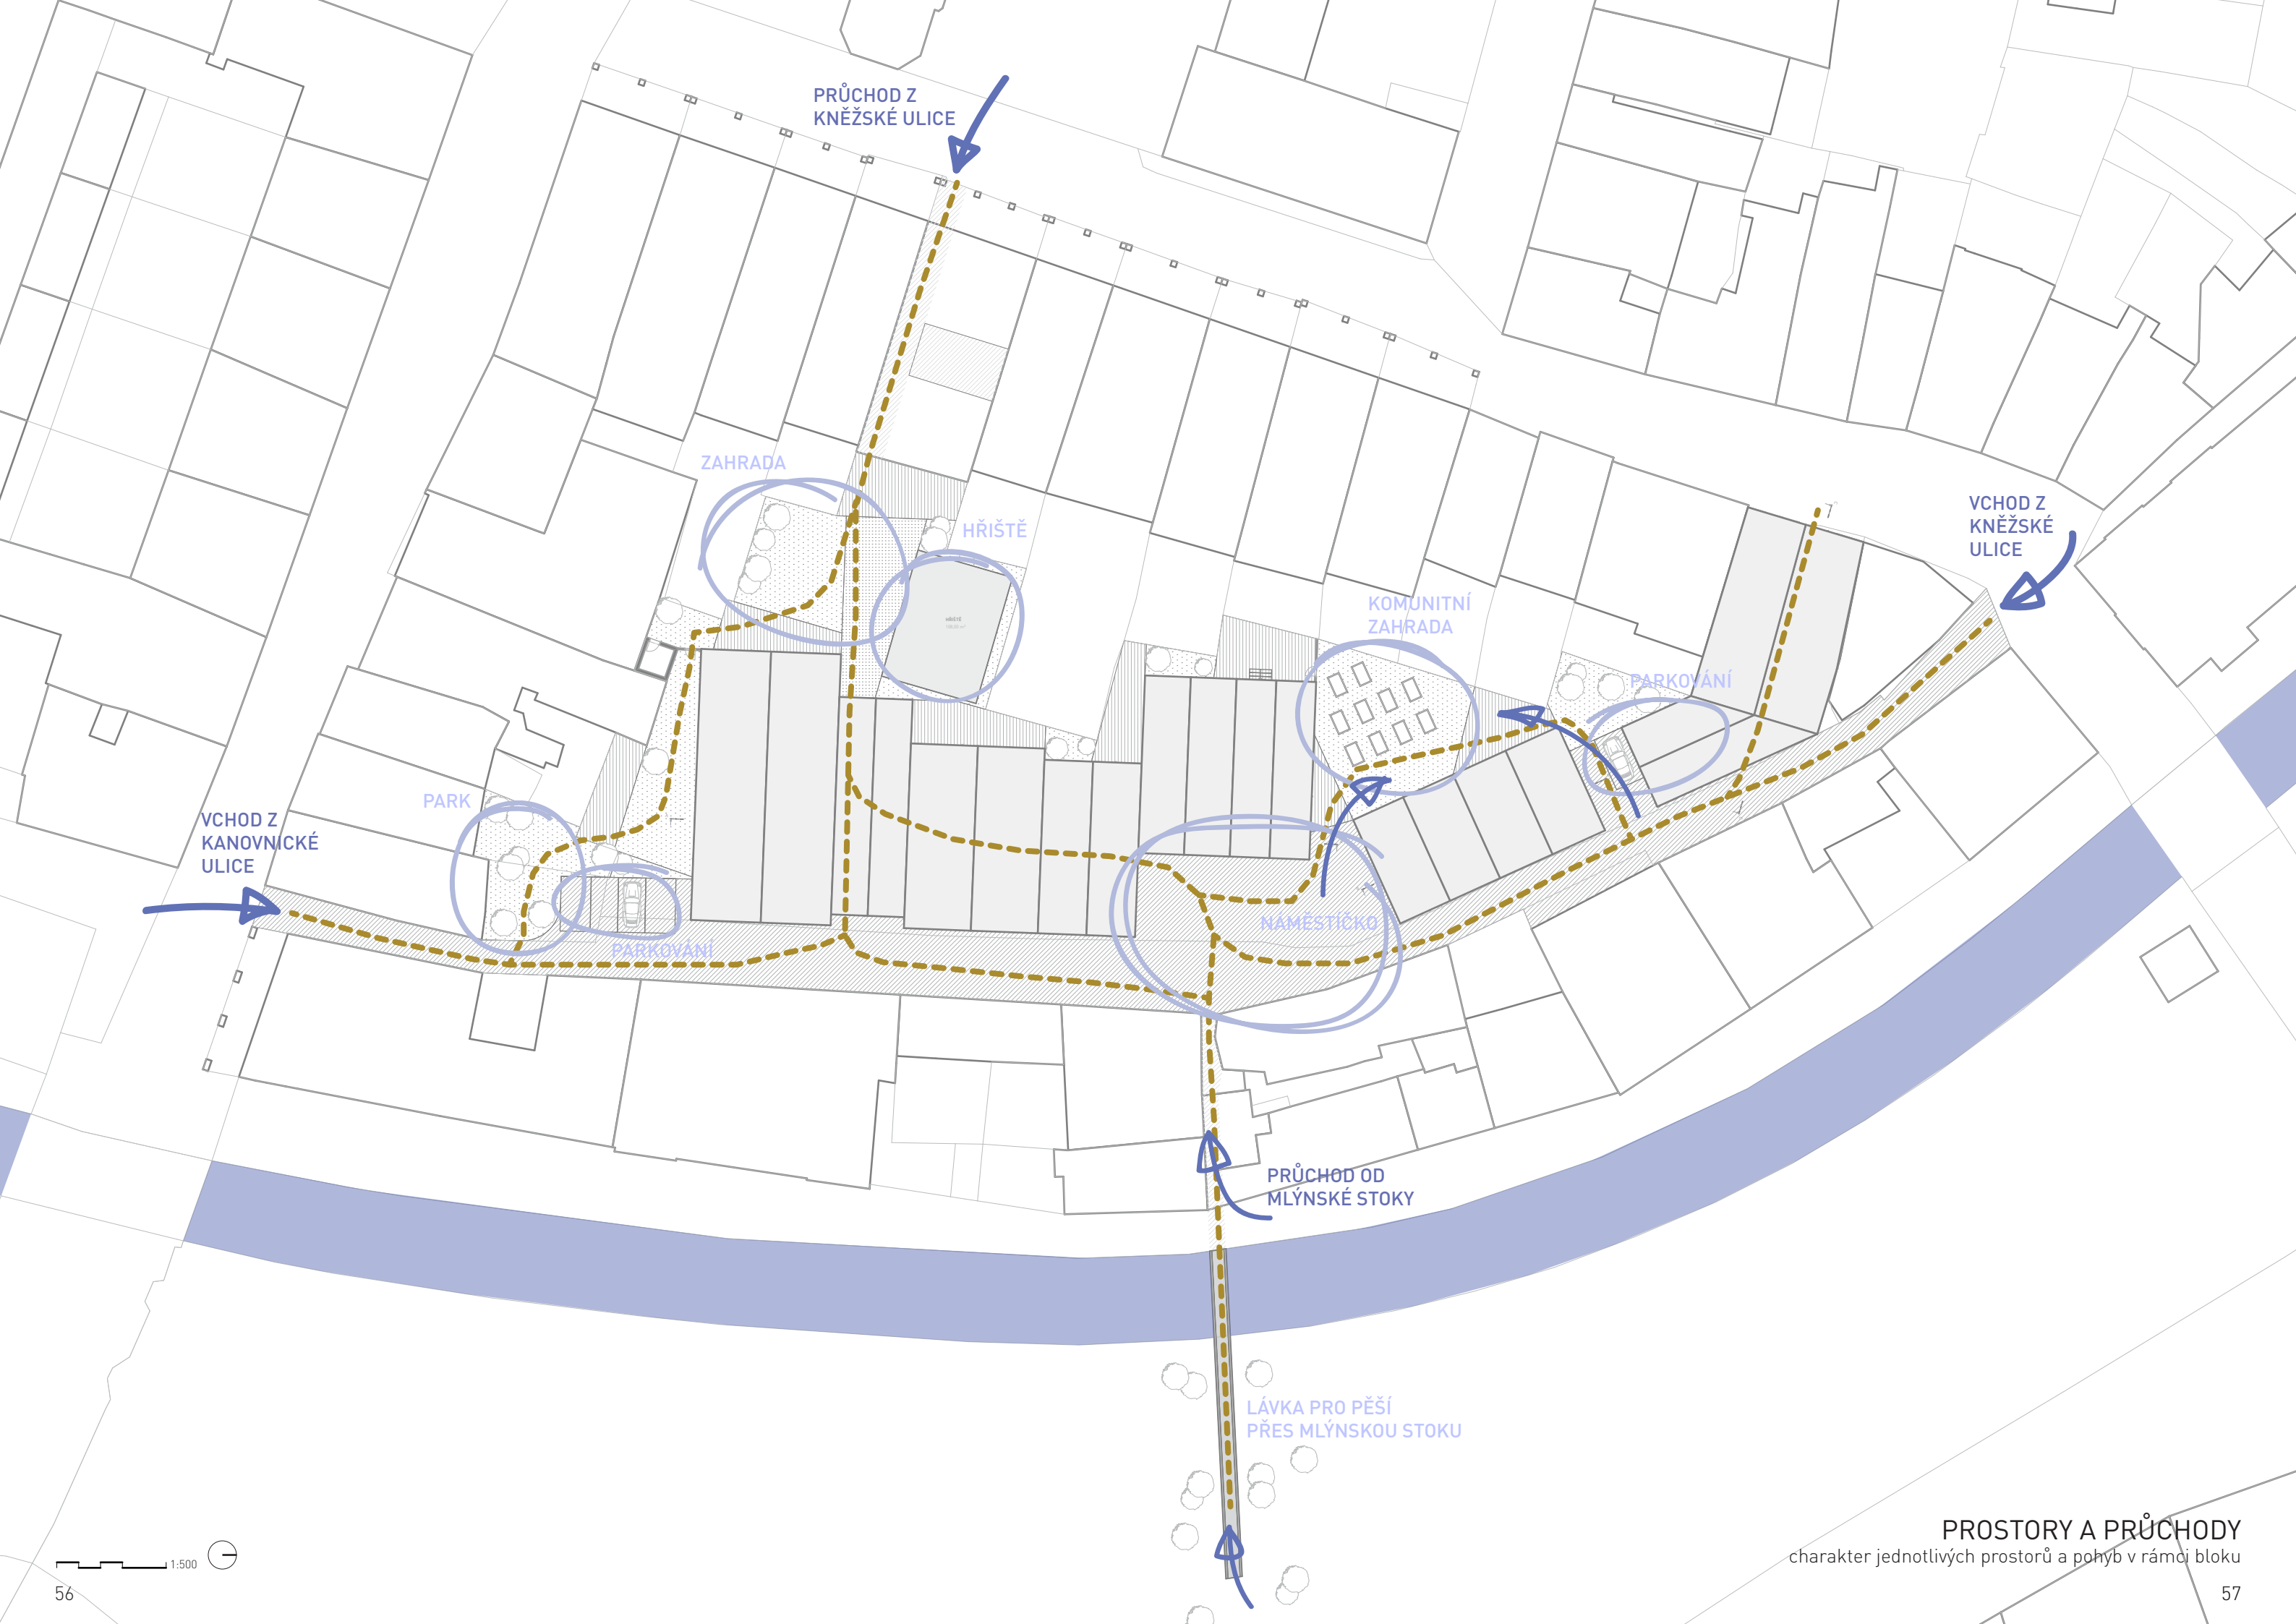 PRŮCHOD Z
KNĚŽSKÉ ULICE
ZAHRADA
HŘIŠTĚ
HŘIŠTĚ
VCHOD Z
KNĚŽSKÉ
ULICE
KOMUNITNÍ
ZAHRADA
PARKOVÁNÍ
PARK
VCHOD Z
KANOVNICKÉ
ULICE
NÁMĚSTÍČKO
PARKOVÁNÍ
PRŮCHOD OD
MLÝNSKÉ STOKY
LÁVKA PRO PĚŠÍ
PŘES MLÝNSKOU STOKU
1:500
56
PROSTORY A PRŮCHODY
charakter jednotlivých prostorů a pohyb v rámci bloku
57